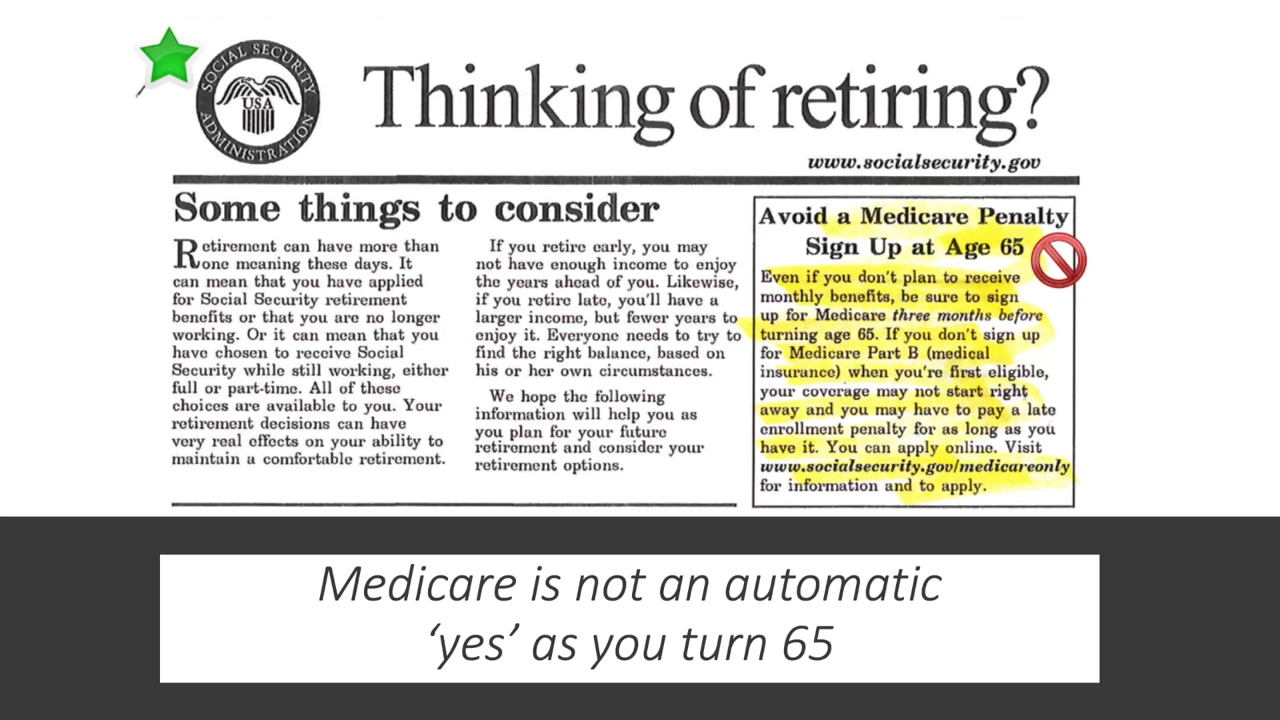 SOCIAL SECURITY
USA
ADMINISTRATION
Thinking of retiring?
www.socialsecurity.gov
Some things to consider
Retirement can have more than
one meaning these days. It
can mean that you have applied
for Social Security retirement
benefits or that you are no longer
working. Or it can mean that you
have chosen to receive Social
Security while still working, either
full or part-time. All of these
choices are available to you. Your
retirement decisions can have
very real effects on your ability to
maintain a comfortable retirement.
If you retire early, you may
not have enough income to enjoy
the years ahead of you. Likewise,
if you retire late, you'll have a
larger income, but fewer years to
enjoy it. Everyone needs to try to
find the right balance, based on
his or her own circumstances.
We hope the following
information will help you as
you plan for your future
retirement and consider your
retirement options.
Avoid a Medicare Penalty
Sign Up at Age 65
Even if you don't plan to receive
monthly benefits, be sure to sign
up for Medicare three months before
turning age 65. If you don't sign up
for Medicare Part B (medical
insurance) when you're first eligible,
your coverage may not start right
away and you may have to pay a late
enrollment penalty for as long as you
have it. You can apply online. Visit
www.socialsecurity.gov/medicareonly
for information and to apply.
Medicare is not an automatic
‘yes’ as you turn 65